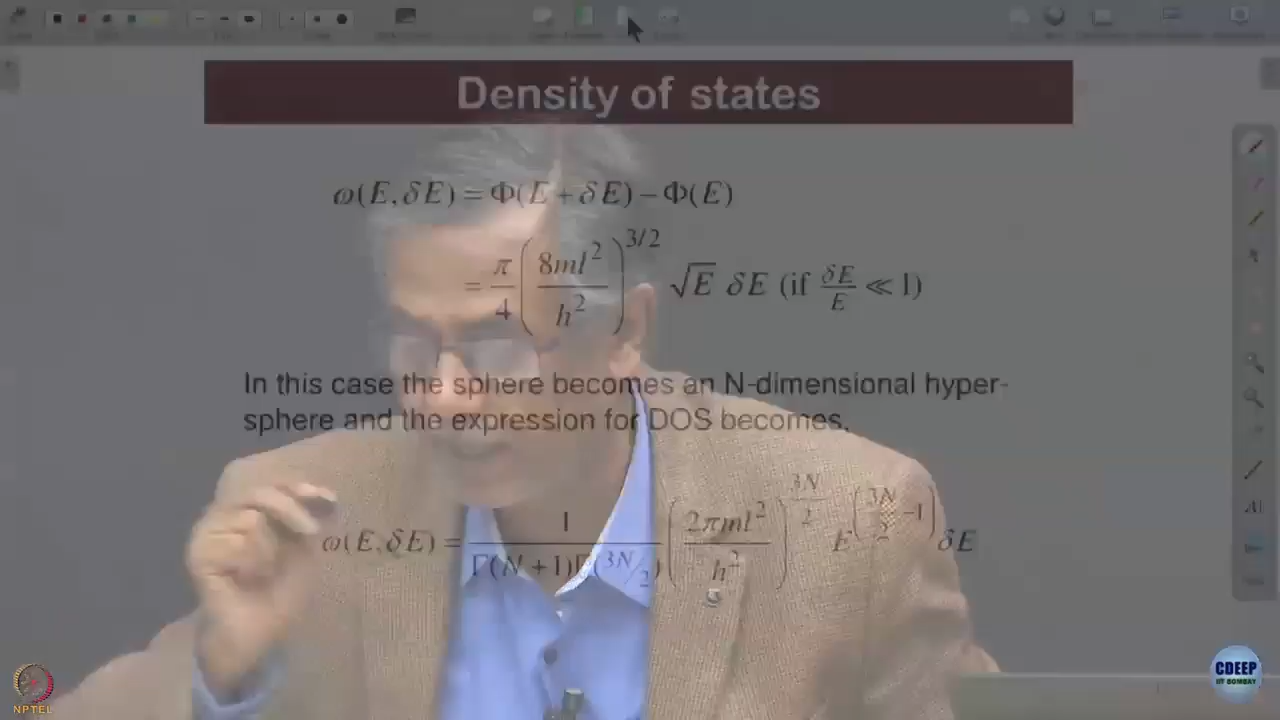 Density of states
ω(E, δE) = Φ(E + δE) − Φ(E)
= π/4 (8ml²/h²)^{3/2} √E δE (if δE/E ≪ 1)
In this case the sphere becomes an N-dimensional hyper-
sphere and the expression for DOS becomes,
ω(E, δE) = 1/(Γ(N + 1)Γ(3N/2)) (2πml²/h²)^{3N/2} E^{(3N/2 − 1)} δE
NPTEL
CDEEP
IIT BOMBAY